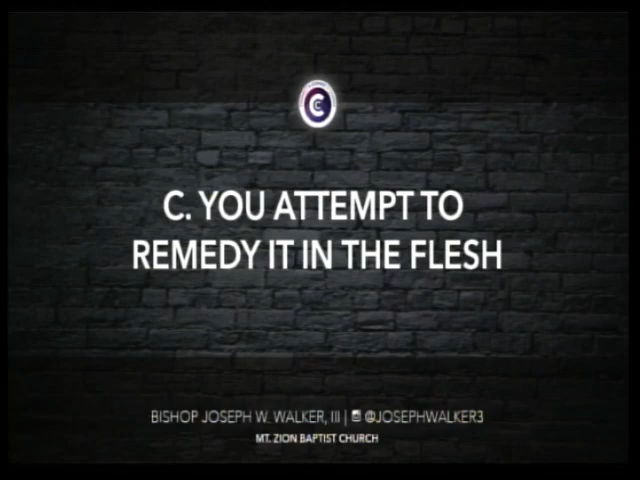 C
C. YOU ATTEMPT TO
REMEDY IT IN THE FLESH
BISHOP JOSEPH W. WALKER, III | @JOSEPHWALKER3
MT. ZION BAPTIST CHURCH